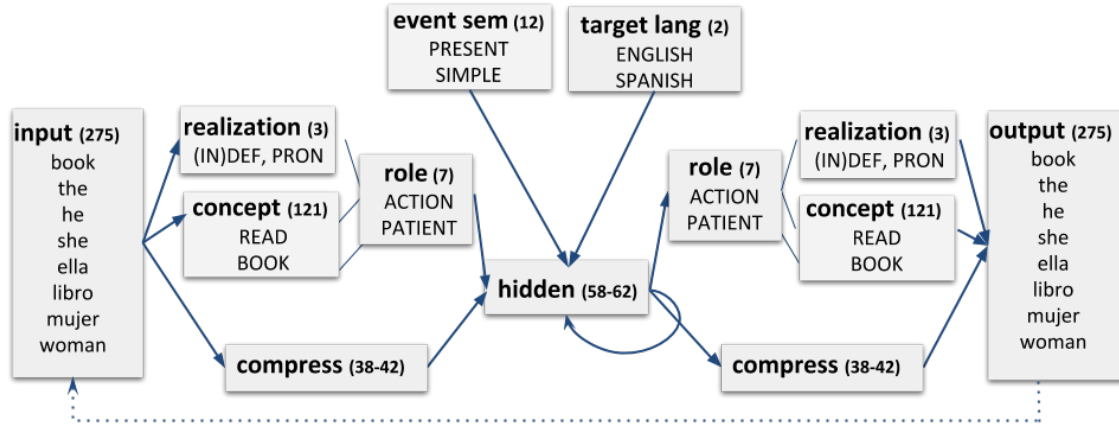 event sem (12)
PRESENT
SIMPLE
target lang (2)
ENGLISH
SPANISH
input (275)
book
the
he
she
ella
libro
mujer
woman
realization (3)
(IN)DEF, PRON
concept (121)
READ
BOOK
role (7)
ACTION
PATIENT
compress (38-42)
hidden (58-62)
role (7)
ACTION
PATIENT
realization (3)
(IN)DEF, PRON
concept (121)
READ
BOOK
compress (38-42)
output (275)
book
the
he
she
ella
libro
mujer
woman